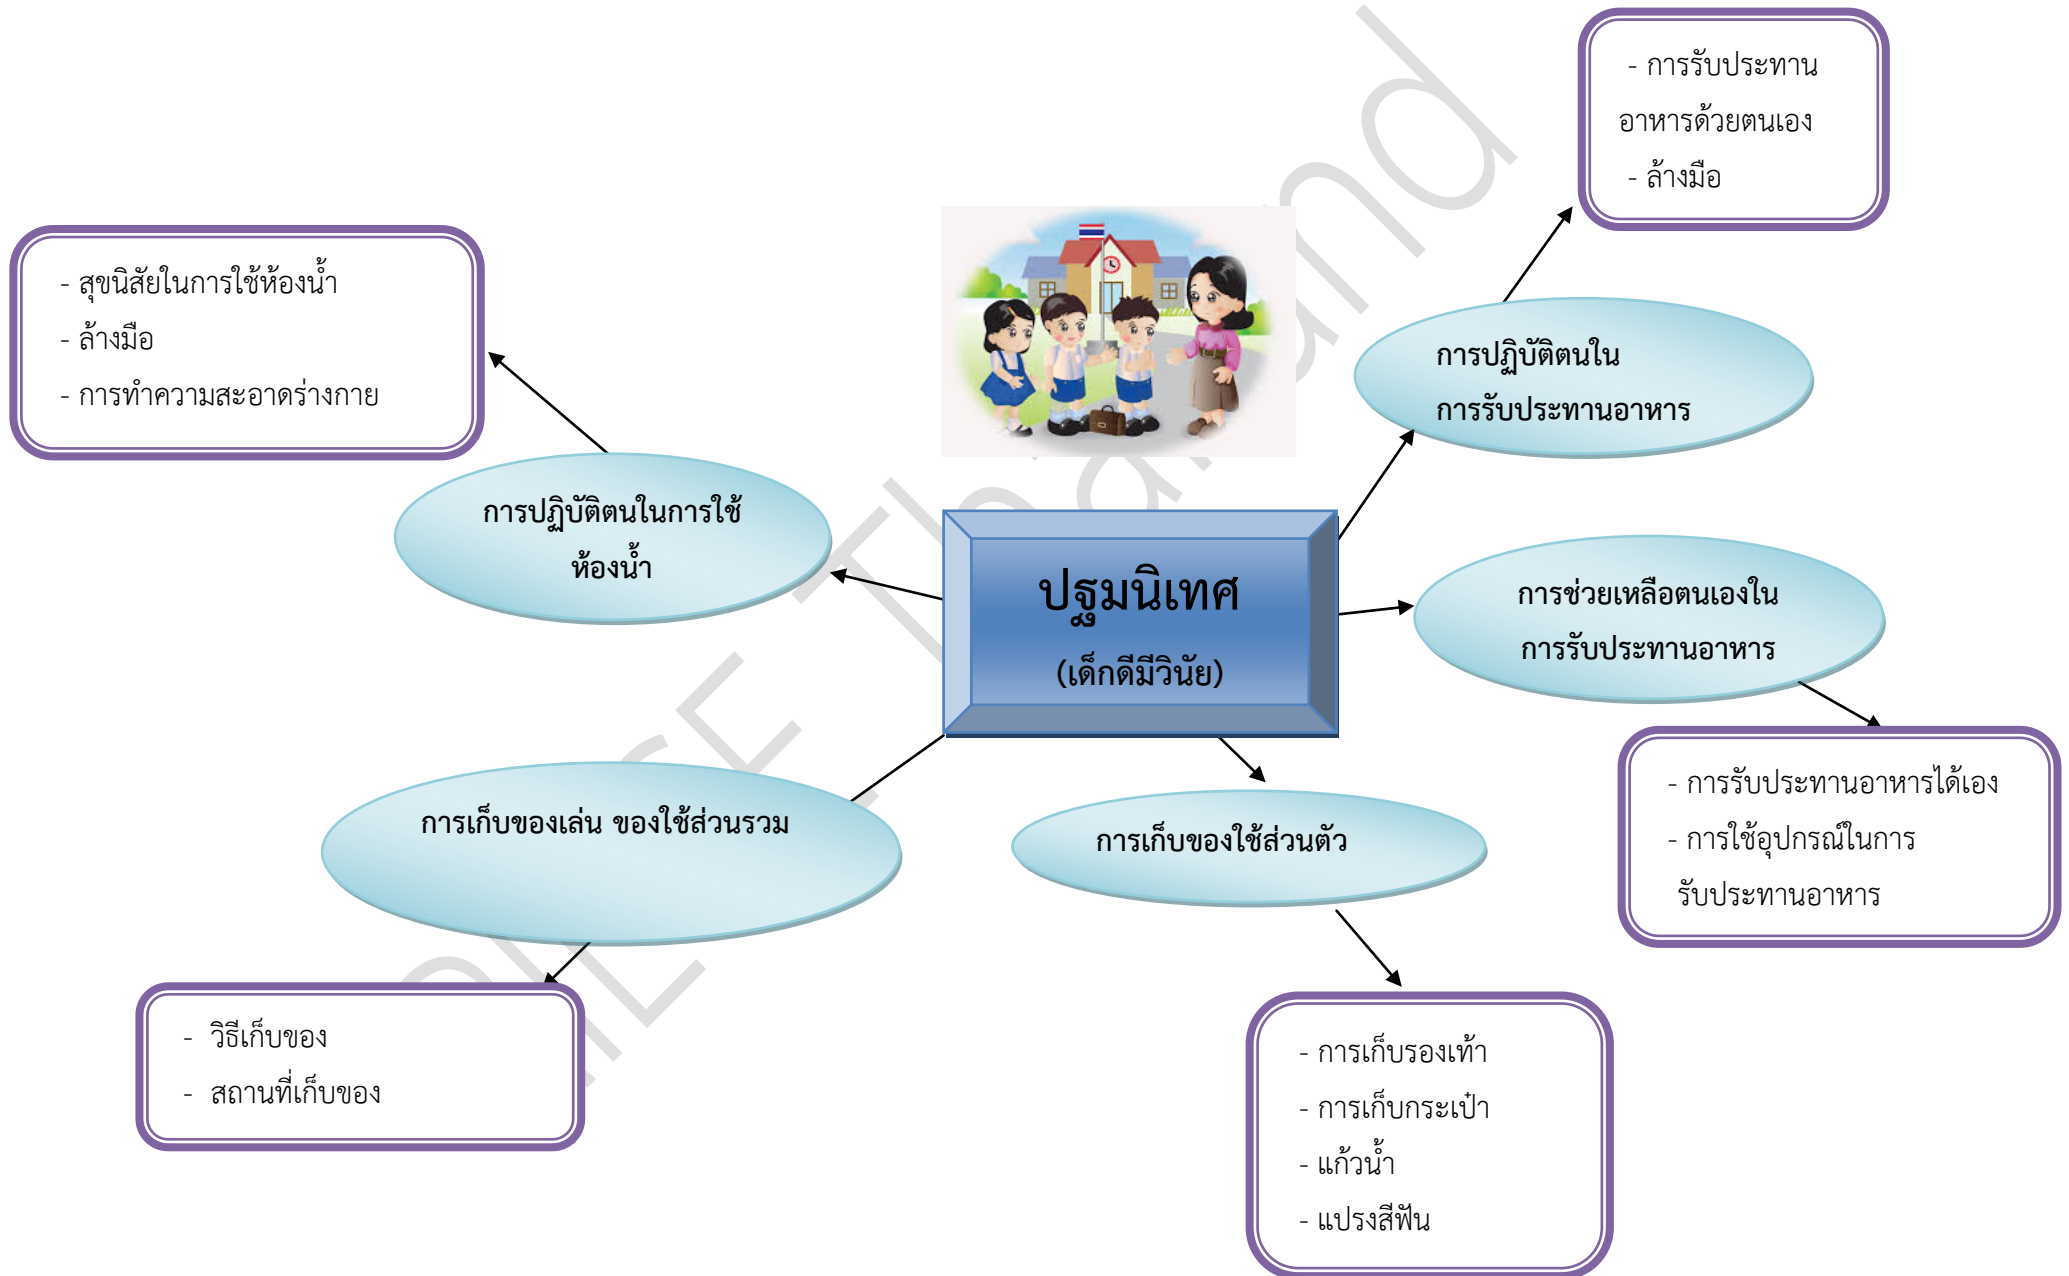 - การรับประทาน
อาหารด้วยตนเอง
- ล้างมือ
- สุขนิสัยในการใช้ห้องน้ำ
- ล้างมือ
- การทำความสะอาดร่างกาย
การปฏิบัติตนใน
การรับประทานอาหาร
การปฏิบัติตนในการใช้
ห้องน้ำ
ปฐมนิเทศ
(เด็กดีมีวินัย)
การช่วยเหลือตนเองใน
การรับประทานอาหาร
- การรับประทานอาหารได้เอง
- การใช้อุปกรณ์ในการ
รับประทานอาหาร
การเก็บของเล่น ของใช้ส่วนรวม
การเก็บของใช้ส่วนตัว
- วิธีเก็บของ
- สถานที่เก็บของ
- การเก็บรองเท้า
- การเก็บกระเป๋า
- แก้วน้ำ
- แปรงสีฟัน